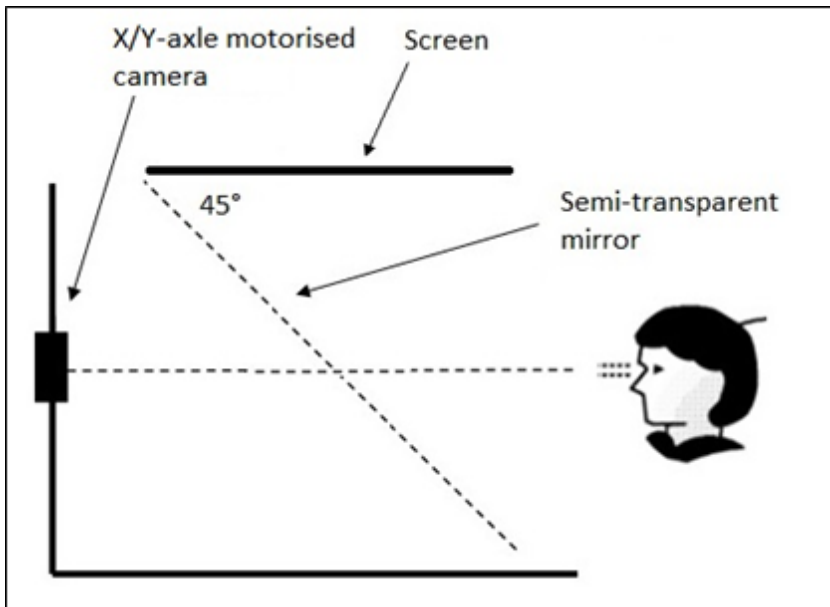 X/Y-axle motorised
camera
Screen
45°
Semi-transparent
mirror